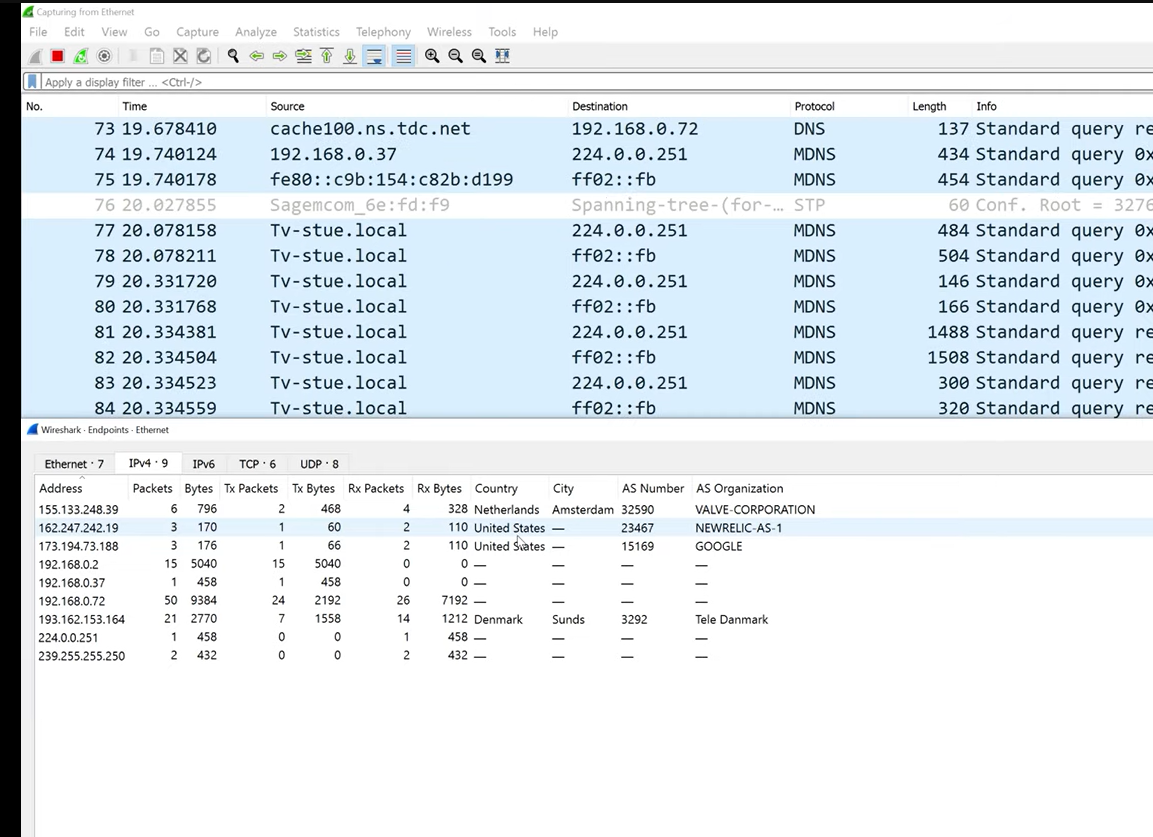 Capturing from Ethernet
File Edit View Go Capture Analyze Statistics Telephony Wireless Tools Help
Apply a display filter ... <Ctrl-/>
No. Time Source Destination Protocol Length Info
73 19.678410 cache100.ns.tdc.net 192.168.0.72 DNS 137 Standard query re
74 19.740124 192.168.0.37 224.0.0.251 MDNS 434 Standard query 0x
75 19.740178 fe80::c9b:154:c82b:d199 ff02::fb MDNS 454 Standard query 0x
76 20.027855 Sagemcom_6e:fd:f9 Spanning-tree-(for-… STP 60 Conf. Root = 3276
77 20.078158 Tv-stue.local 224.0.0.251 MDNS 484 Standard query 0x
78 20.078211 Tv-stue.local ff02::fb MDNS 504 Standard query 0x
79 20.331720 Tv-stue.local 224.0.0.251 MDNS 146 Standard query 0x
80 20.331768 Tv-stue.local ff02::fb MDNS 166 Standard query 0x
81 20.334381 Tv-stue.local 224.0.0.251 MDNS 1488 Standard query re
82 20.334504 Tv-stue.local ff02::fb MDNS 1508 Standard query re
83 20.334523 Tv-stue.local 224.0.0.251 MDNS 300 Standard query re
84 20.334559 Tv-stue.local ff02::fb MDNS 320 Standard query re
Wireshark · Endpoints · Ethernet
Ethernet · 7 IPv4 · 9 IPv6 TCP · 6 UDP · 8
Address Packets Bytes Tx Packets Tx Bytes Rx Packets Rx Bytes Country City AS Number AS Organization
155.133.248.39 6 796 2 468 4 328 Netherlands Amsterdam 32590 VALVE-CORPORATION
162.247.242.19 3 170 1 60 2 110 United States — 23467 NEWRELIC-AS-1
173.194.73.188 3 176 1 66 2 110 United States — 15169 GOOGLE
192.168.0.2 15 5040 15 5040 0 0 — — — —
192.168.0.37 1 458 1 458 0 0 — — — —
192.168.0.72 50 9384 24 2192 26 7192 — — — —
193.162.153.164 21 2770 7 1558 14 1212 Denmark Sunds 3292 Tele Danmark
224.0.0.251 1 458 0 0 1 458 — — — —
239.255.255.250 2 432 0 0 2 432 — — — —